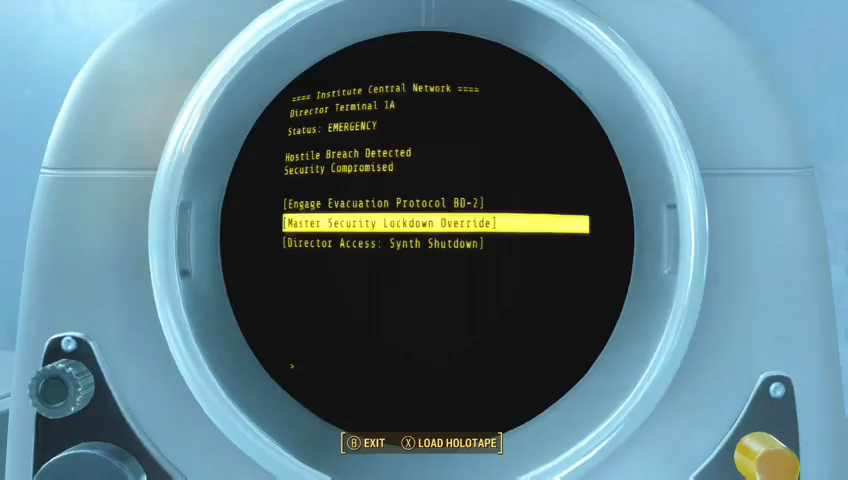 ==== Institute Central Network ====
Director Terminal 1A
Status: EMERGENCY
Hostile Breach Detected
Security Compromised
[Engage Evacuation Protocol BD-2]
[Master Security Lockdown Override]
[Director Access: Synth Shutdown]
>
B EXIT X LOAD HOLOTAPE